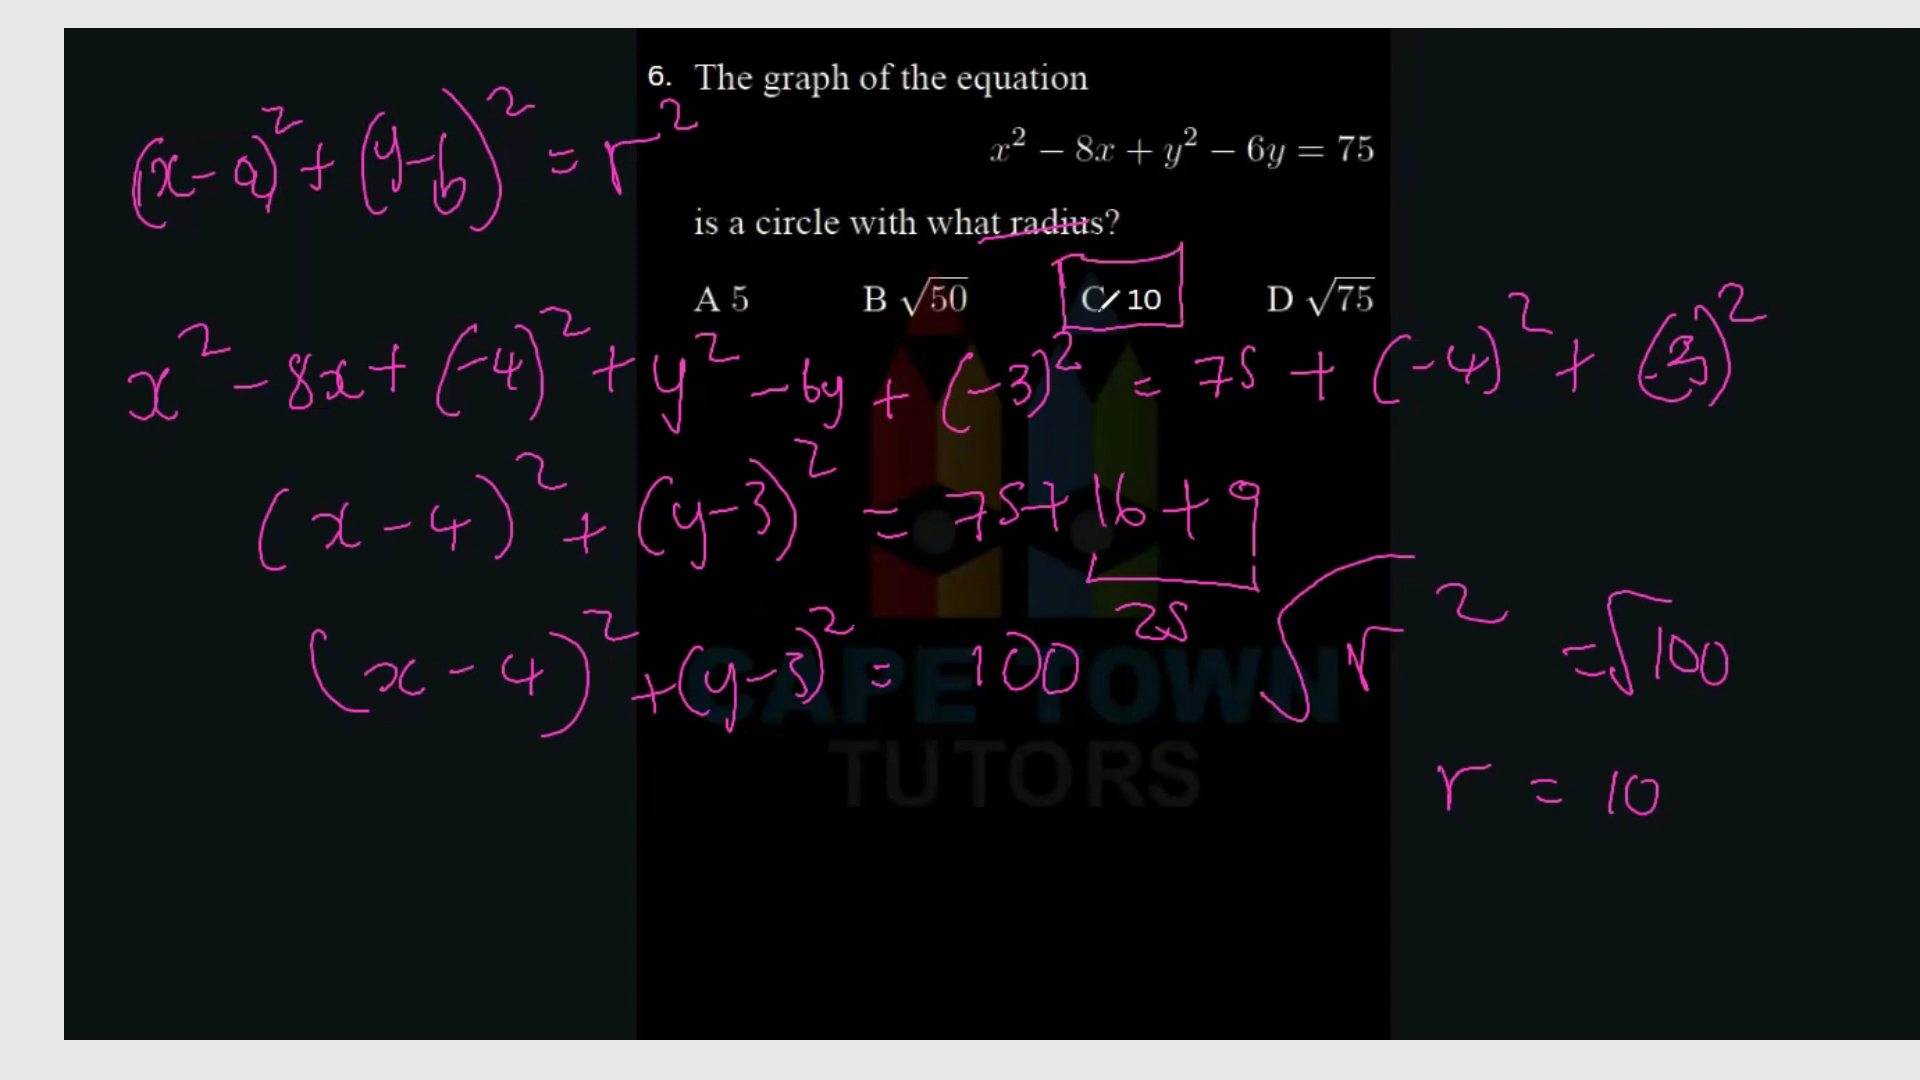 6. The graph of the equation
(x-a)² + (y-b)² = r²
x² − 8x + y² − 6y = 75
is a circle with what radius?
A 5 B √50 C 10 D √75
x² - 8x + (-4)² + y² - 6y + (-3)² = 75 + (-4)² + (-3)²
(x-4)² + (y-3)² = 75 + 16 + 9
25
(x-4)² + (y-3)² = 100
√r² = √100
CAPE TOWN
TUTORS
r = 10